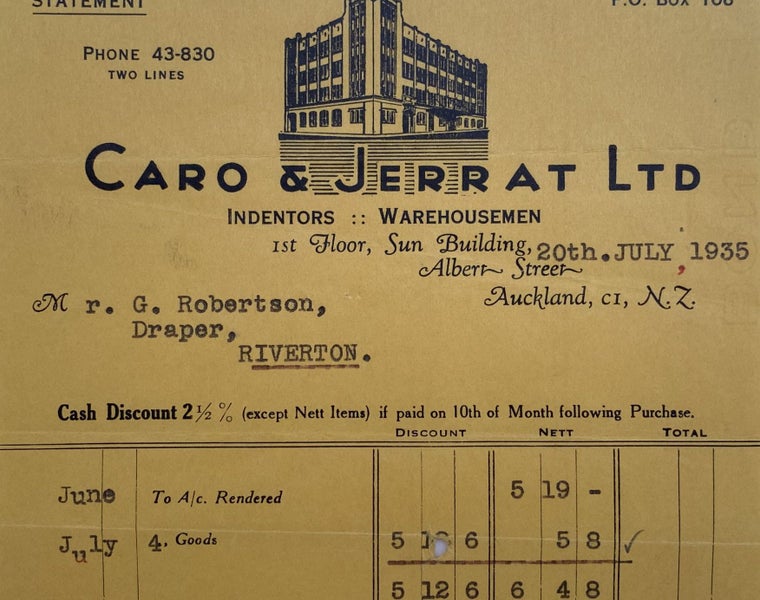 STATEMENT
P.O. Box 168
PHONE 43-830
TWO LINES
CARO & JERRAT LTD
INDENTORS :: WAREHOUSEMEN
1st Floor, Sun Building,
20th.JULY, 1935
Albert Street
Auckland, C1, N.Z.
Mr. G. Robertson,
Draper,
RIVERTON.
Cash Discount 2½% (except Nett Items) if paid on 10th of Month following Purchase.
DISCOUNT NETT TOTAL
June To A/c. Rendered 5 19 -
July 4, Goods 5 12 6 5 8 ✓
5 12 6 6 4 8